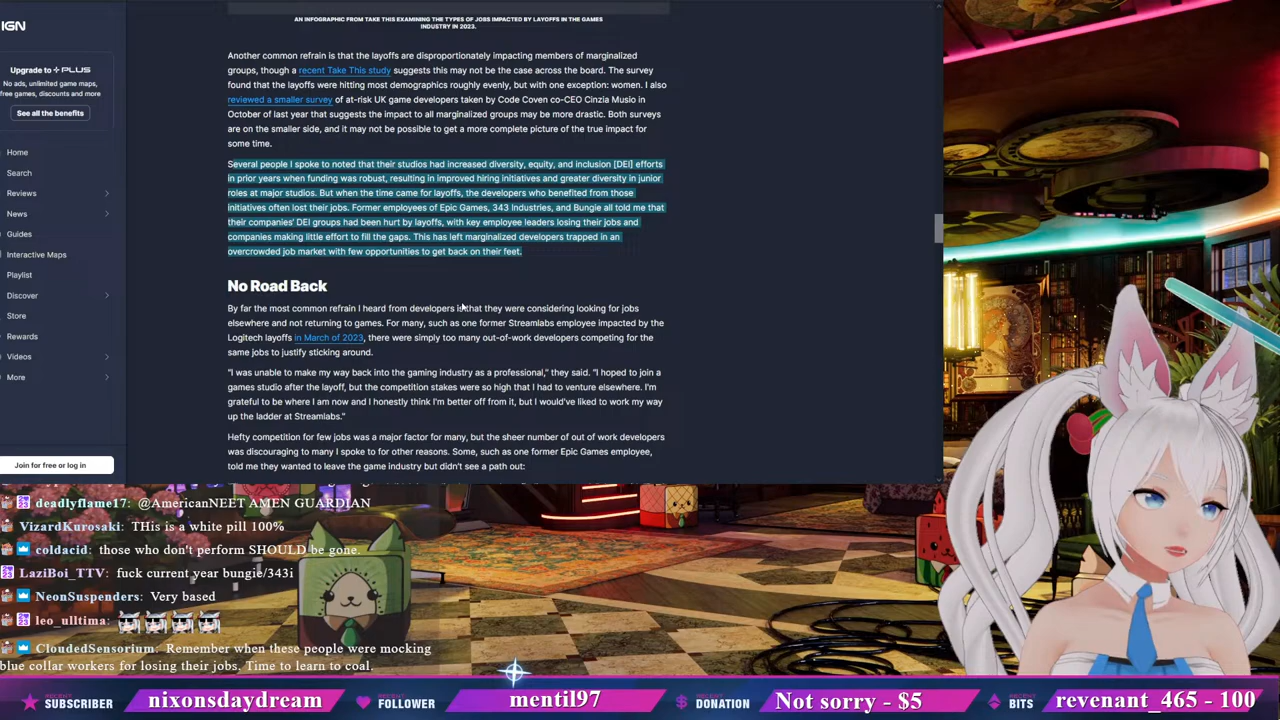 IGN
AN INFOGRAPHIC FROM TAKE THIS EXAMINING THE TYPES OF JOBS IMPACTED BY LAYOFFS IN THE GAMES
INDUSTRY IN 2023.
Upgrade to PLUS
No ads, unlimited game maps,
free games, discounts and more
See all the benefits
Home
Search
Reviews
News
Guides
Interactive Maps
Playlist
Discover
Store
Rewards
Videos
More
Join for free or log in
Another common refrain is that the layoffs are disproportionately impacting members of marginalized
groups, though a recent Take This study suggests this may not be the case across the board. The survey
found that the layoffs were hitting most demographics roughly evenly, but with one exception: women. I also
reviewed a smaller survey of at-risk UK game developers taken by Code Coven co-CEO Cinzia Musio in
October of last year that suggests the impact to all marginalized groups may be more drastic. Both surveys
are on the smaller side, and it may not be possible to get a more complete picture of the true impact for
some time.
Several people I spoke to noted that their studios had increased diversity, equity, and inclusion [DEI] efforts
in prior years when funding was robust, resulting in improved hiring initiatives and greater diversity in junior
roles at major studios. But when the time came for layoffs, the developers who benefited from those
initiatives often lost their jobs. Former employees of Epic Games, 343 Industries, and Bungie all told me that
their companies' DEI groups had been hurt by layoffs, with key employee leaders losing their jobs and
companies making little effort to fill the gaps. This has left marginalized developers trapped in an
overcrowded job market with few opportunities to get back on their feet.
No Road Back
By far the most common refrain I heard from developers is that they were considering looking for jobs
elsewhere and not returning to games. For many, such as one former Streamlabs employee impacted by the
Logitech layoffs in March of 2023, there were simply too many out-of-work developers competing for the
same jobs to justify sticking around.
"I was unable to make my way back into the gaming industry as a professional," they said. "I hoped to join a
games studio after the layoff, but the competition stakes were so high that I had to venture elsewhere. I'm
grateful to be where I am now and I honestly think I'm better off from it, but I would've liked to work my way
up the ladder at Streamlabs."
Hefty competition for few jobs was a major factor for many, but the sheer number of out of work developers
was discouraging to many I spoke to for other reasons. Some, such as one former Epic Games employee,
told me they wanted to leave the game industry but didn't see a path out:
deadlyflame17: @AmericanNEET AMEN GUARDIAN
VizardKurosaki: THis is a white pill 100%
coldacid: those who don't perform SHOULD be gone.
LaziBoi_TTV: fuck current year bungie/343i
NeonSuspenders: Very based
leo_ulltima:
CloudedSensorium: Remember when these people were mocking
blue collar workers for losing their jobs. Time to learn to coal.
RECENT SUBSCRIBER nixonsdaydream
RECENT FOLLOWER mentil97
RECENT DONATION Not sorry - $5
RECENT BITS revenant_465 - 100